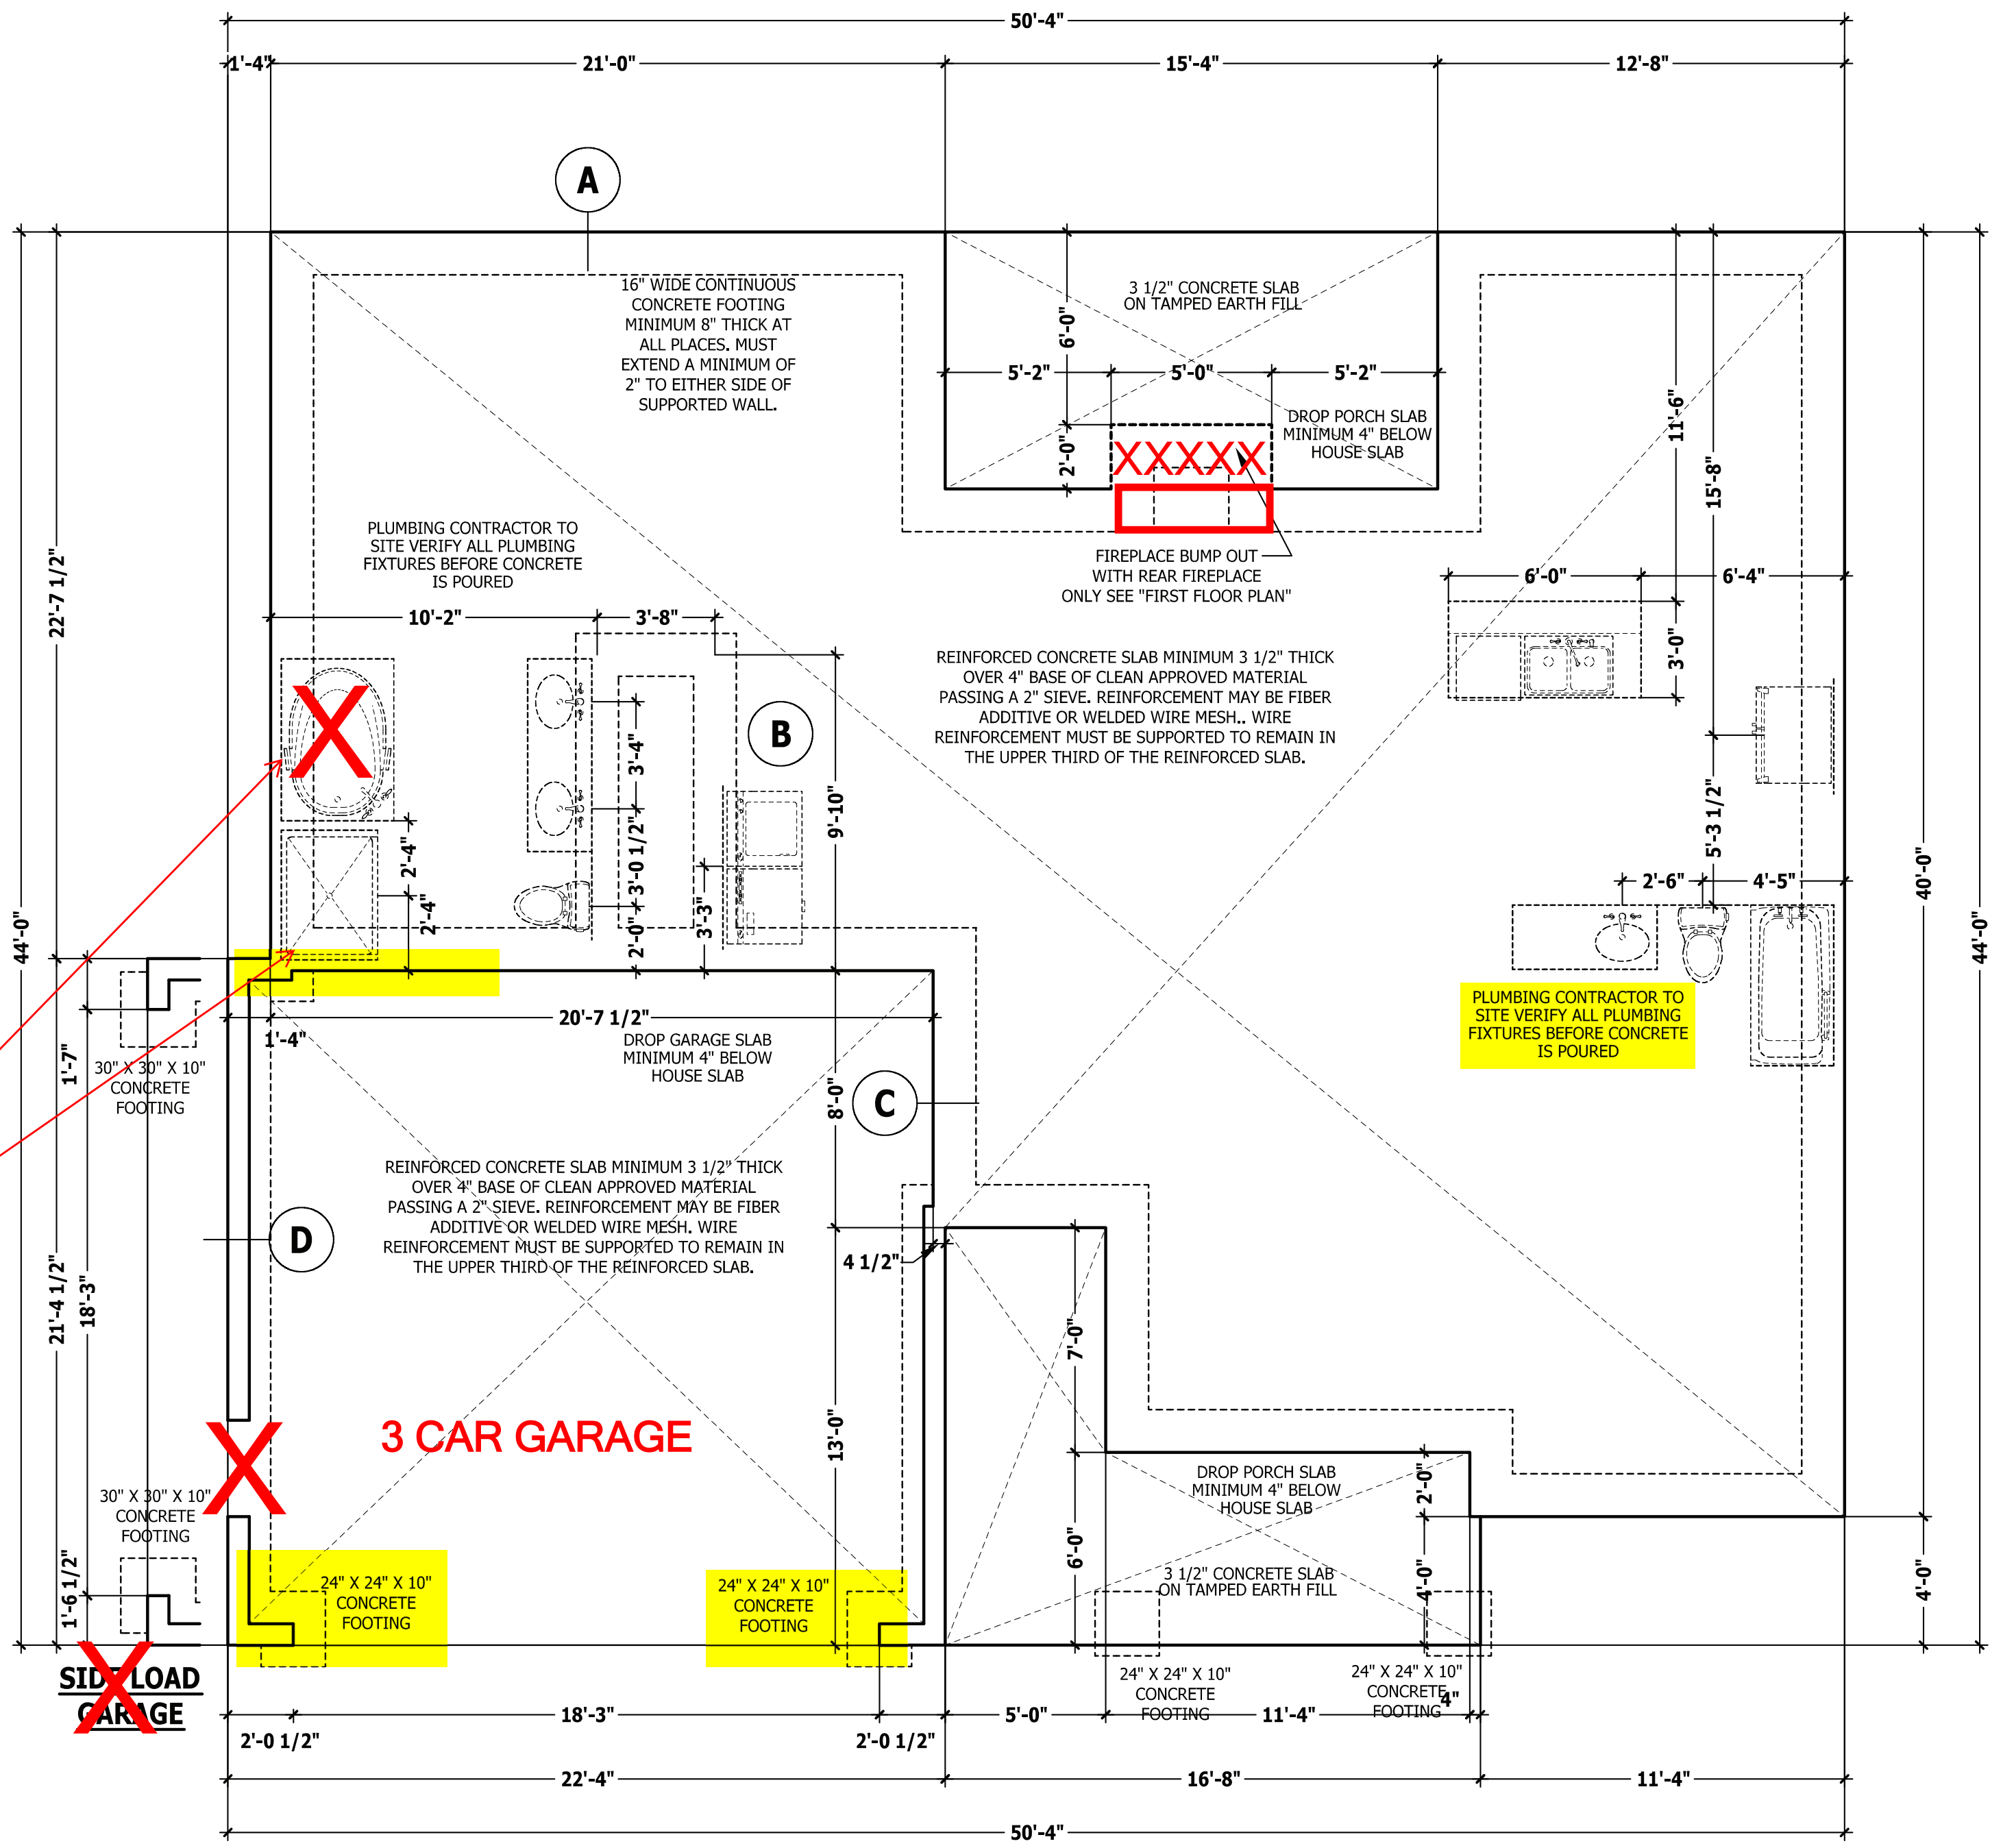 50'-4"
1'-4"
21'-0"
15'-4"
12'-8"
A
16" WIDE CONTINUOUS
CONCRETE FOOTING
MINIMUM 8" THICK AT
ALL PLACES. MUST
EXTEND A MINIMUM OF
2" TO EITHER SIDE OF
SUPPORTED WALL.
3 1/2" CONCRETE SLAB
ON TAMPED EARTH FILL
6'-0"
5'-2"
5'-0"
5'-2"
2'-0"
XXXXX
DROP PORCH SLAB
MINIMUM 4" BELOW
HOUSE SLAB
11'-6"
15'-8"
FIREPLACE BUMP OUT
WITH REAR FIREPLACE
ONLY SEE "FIRST FLOOR PLAN"
PLUMBING CONTRACTOR TO
SITE VERIFY ALL PLUMBING
FIXTURES BEFORE CONCRETE
IS POURED
22'-7 1/2"
10'-2"
3'-8"
6'-0"
6'-4"
3'-0"
REINFORCED CONCRETE SLAB MINIMUM 3 1/2" THICK
OVER 4" BASE OF CLEAN APPROVED MATERIAL
PASSING A 2" SIEVE. REINFORCEMENT MAY BE FIBER
ADDITIVE OR WELDED WIRE MESH.. WIRE
REINFORCEMENT MUST BE SUPPORTED TO REMAIN IN
THE UPPER THIRD OF THE REINFORCED SLAB.
X
B
3'-4"
9'-10"
5'-3 1/2"
2'-4"
3'-0 1/2"
2'-4"
2'-0"
3'-3"
2'-6"
4'-5"
40'-0"
44'-0"
44'-0"
PLUMBING CONTRACTOR TO
SITE VERIFY ALL PLUMBING
FIXTURES BEFORE CONCRETE
IS POURED
20'-7 1/2"
1'-4"
DROP GARAGE SLAB
MINIMUM 4" BELOW
HOUSE SLAB
1'-7"
30" X 30" X 10"
CONCRETE
FOOTING
8'-0"
C
REINFORCED CONCRETE SLAB MINIMUM 3 1/2" THICK
OVER 4" BASE OF CLEAN APPROVED MATERIAL
PASSING A 2" SIEVE. REINFORCEMENT MAY BE FIBER
ADDITIVE OR WELDED WIRE MESH. WIRE
REINFORCEMENT MUST BE SUPPORTED TO REMAIN IN
THE UPPER THIRD OF THE REINFORCED SLAB.
D
4 1/2"
21'-4 1/2"
18'-3"
7'-0"
3 CAR GARAGE
13'-0"
X
30" X 30" X 10"
CONCRETE
FOOTING
DROP PORCH SLAB
MINIMUM 4" BELOW
HOUSE SLAB
2'-0"
6'-0"
3 1/2" CONCRETE SLAB
ON TAMPED EARTH FILL
4'-0"
4'-0"
1'-6 1/2"
24" X 24" X 10"
CONCRETE
FOOTING
24" X 24" X 10"
CONCRETE
FOOTING
SIDE LOAD
GARAGE
X
24" X 24" X 10"
CONCRETE
FOOTING
24" X 24" X 10"
CONCRETE
FOOTING
4"
18'-3"
5'-0"
11'-4"
2'-0 1/2"
2'-0 1/2"
22'-4"
16'-8"
11'-4"
50'-4"